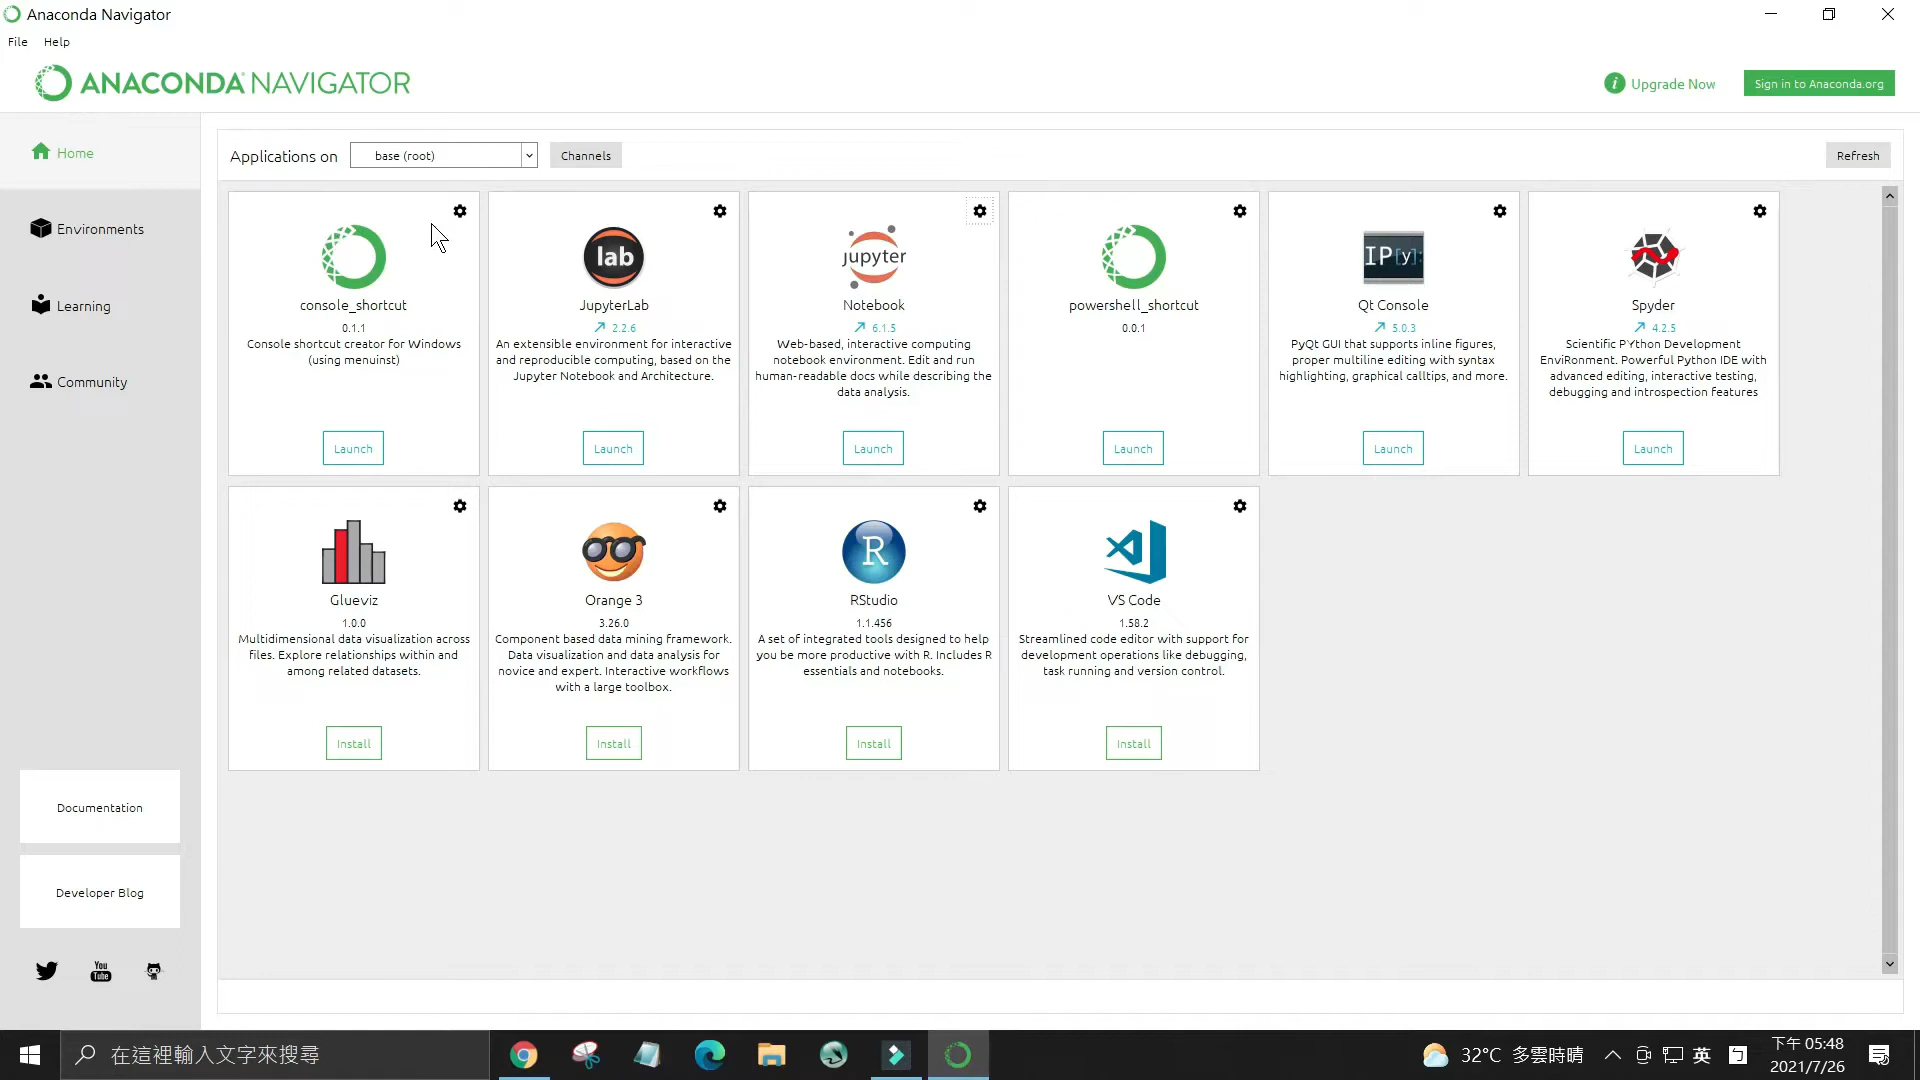 Anaconda Navigator
File Help
ANACONDA NAVIGATOR
Upgrade Now
Sign in to Anaconda.org
Home
Environments
Learning
Community
Documentation
Developer Blog
You
Tube
Applications on base (root) Channels Refresh
console_shortcut
0.1.1
Console shortcut creator for Windows
(using menuinst)
Launch
lab
JupyterLab
2.2.6
An extensible environment for interactive
and reproducible computing, based on the
Jupyter Notebook and Architecture.
Launch
jupyter
Notebook
6.1.5
Web-based, interactive computing
notebook environment. Edit and run
human-readable docs while describing the
data analysis.
Launch
powershell_shortcut
0.0.1
Launch
IP[y]:
Qt Console
5.0.3
PyQt GUI that supports inline figures,
proper multiline editing with syntax
highlighting, graphical calltips, and more.
Launch
Spyder
4.2.5
Scientific PYthon Development
EnviRonment. Powerful Python IDE with
advanced editing, interactive testing,
debugging and introspection features
Launch
Glueviz
1.0.0
Multidimensional data visualization across
files. Explore relationships within and
among related datasets.
Install
Orange 3
3.26.0
Component based data mining framework.
Data visualization and data analysis for
novice and expert. Interactive workflows
with a large toolbox.
Install
R
RStudio
1.1.456
A set of integrated tools designed to help
you be more productive with R. Includes R
essentials and notebooks.
Install
VS Code
1.58.2
Streamlined code editor with support for
development operations like debugging,
task running and version control.
Install
在這裡輸入文字來搜尋
32°C 多雲時晴
英
下午 05:48
2021/7/26